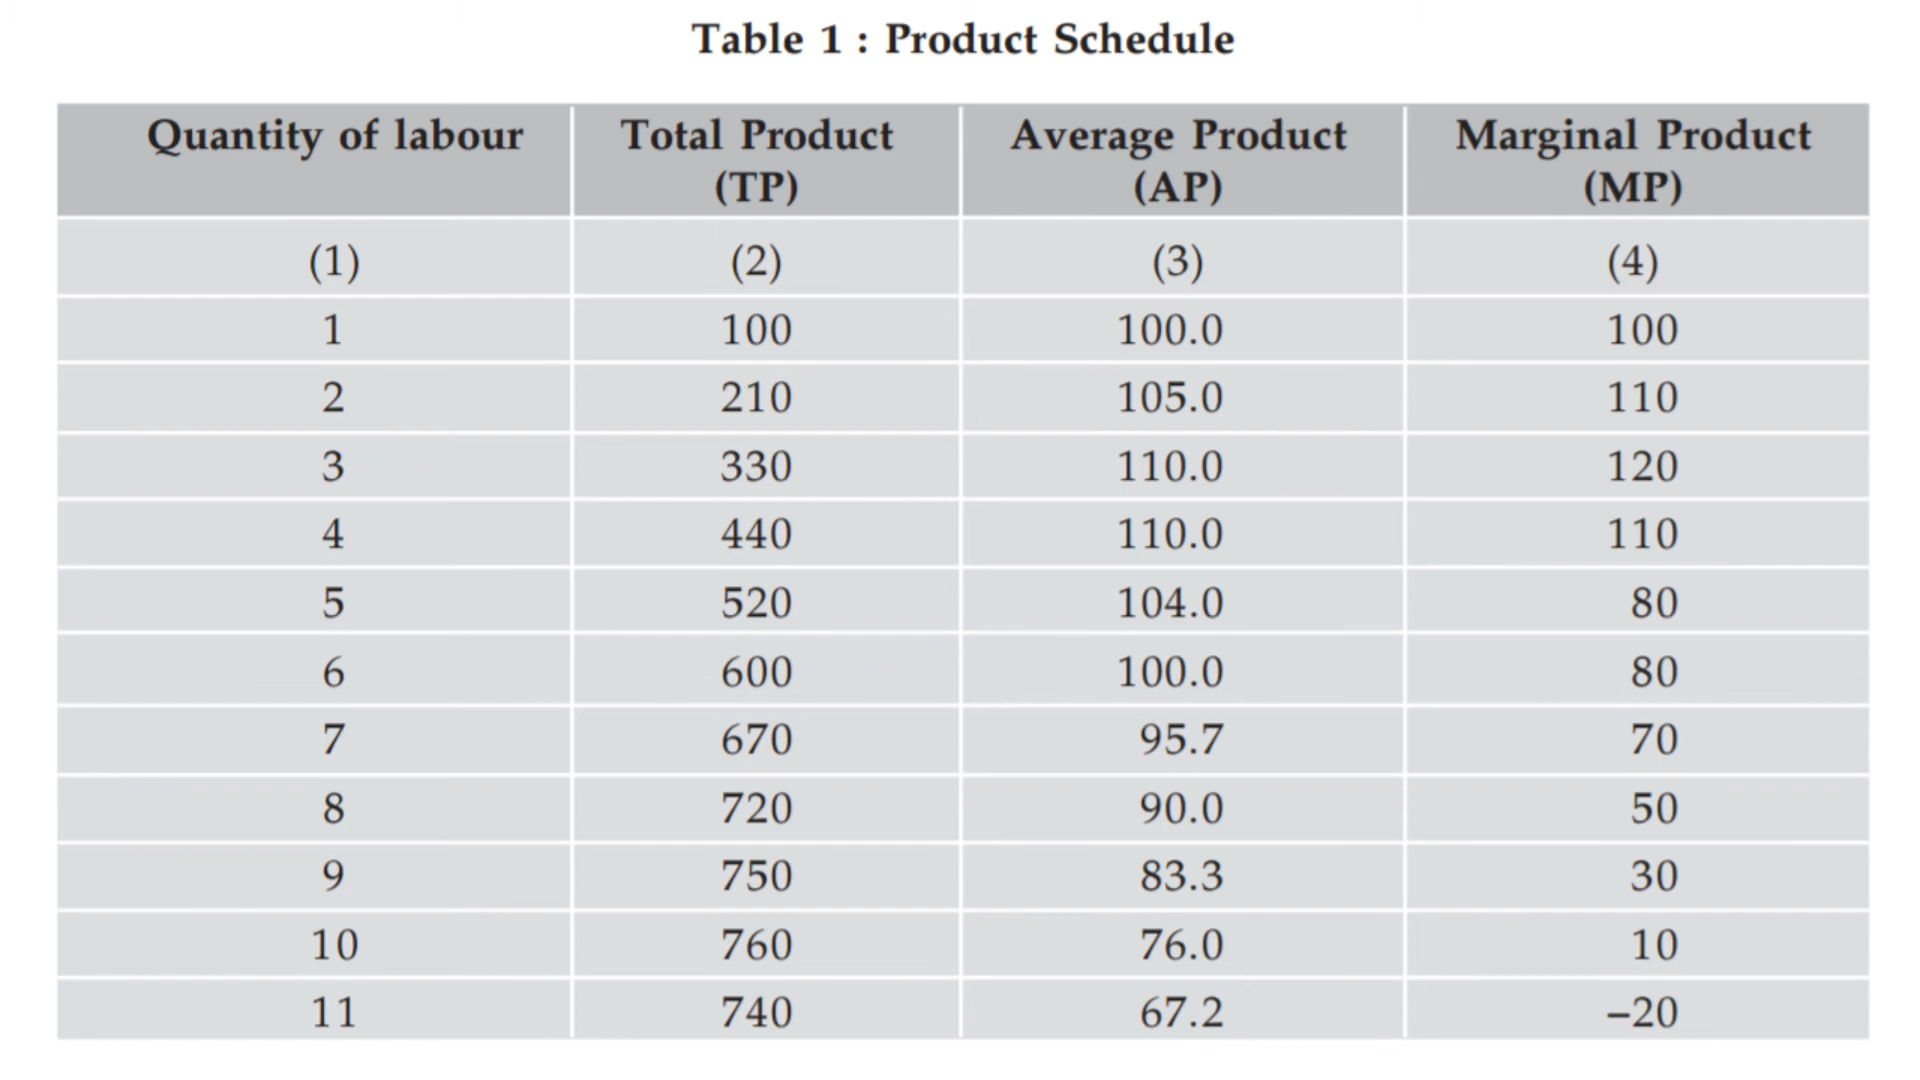 Table 1 : Product Schedule
Quantity of labour Total Product (TP) Average Product (AP) Marginal Product (MP)
(1) (2) (3) (4)
1 100 100.0 100
2 210 105.0 110
3 330 110.0 120
4 440 110.0 110
5 520 104.0 80
6 600 100.0 80
7 670 95.7 70
8 720 90.0 50
9 750 83.3 30
10 760 76.0 10
11 740 67.2 –20